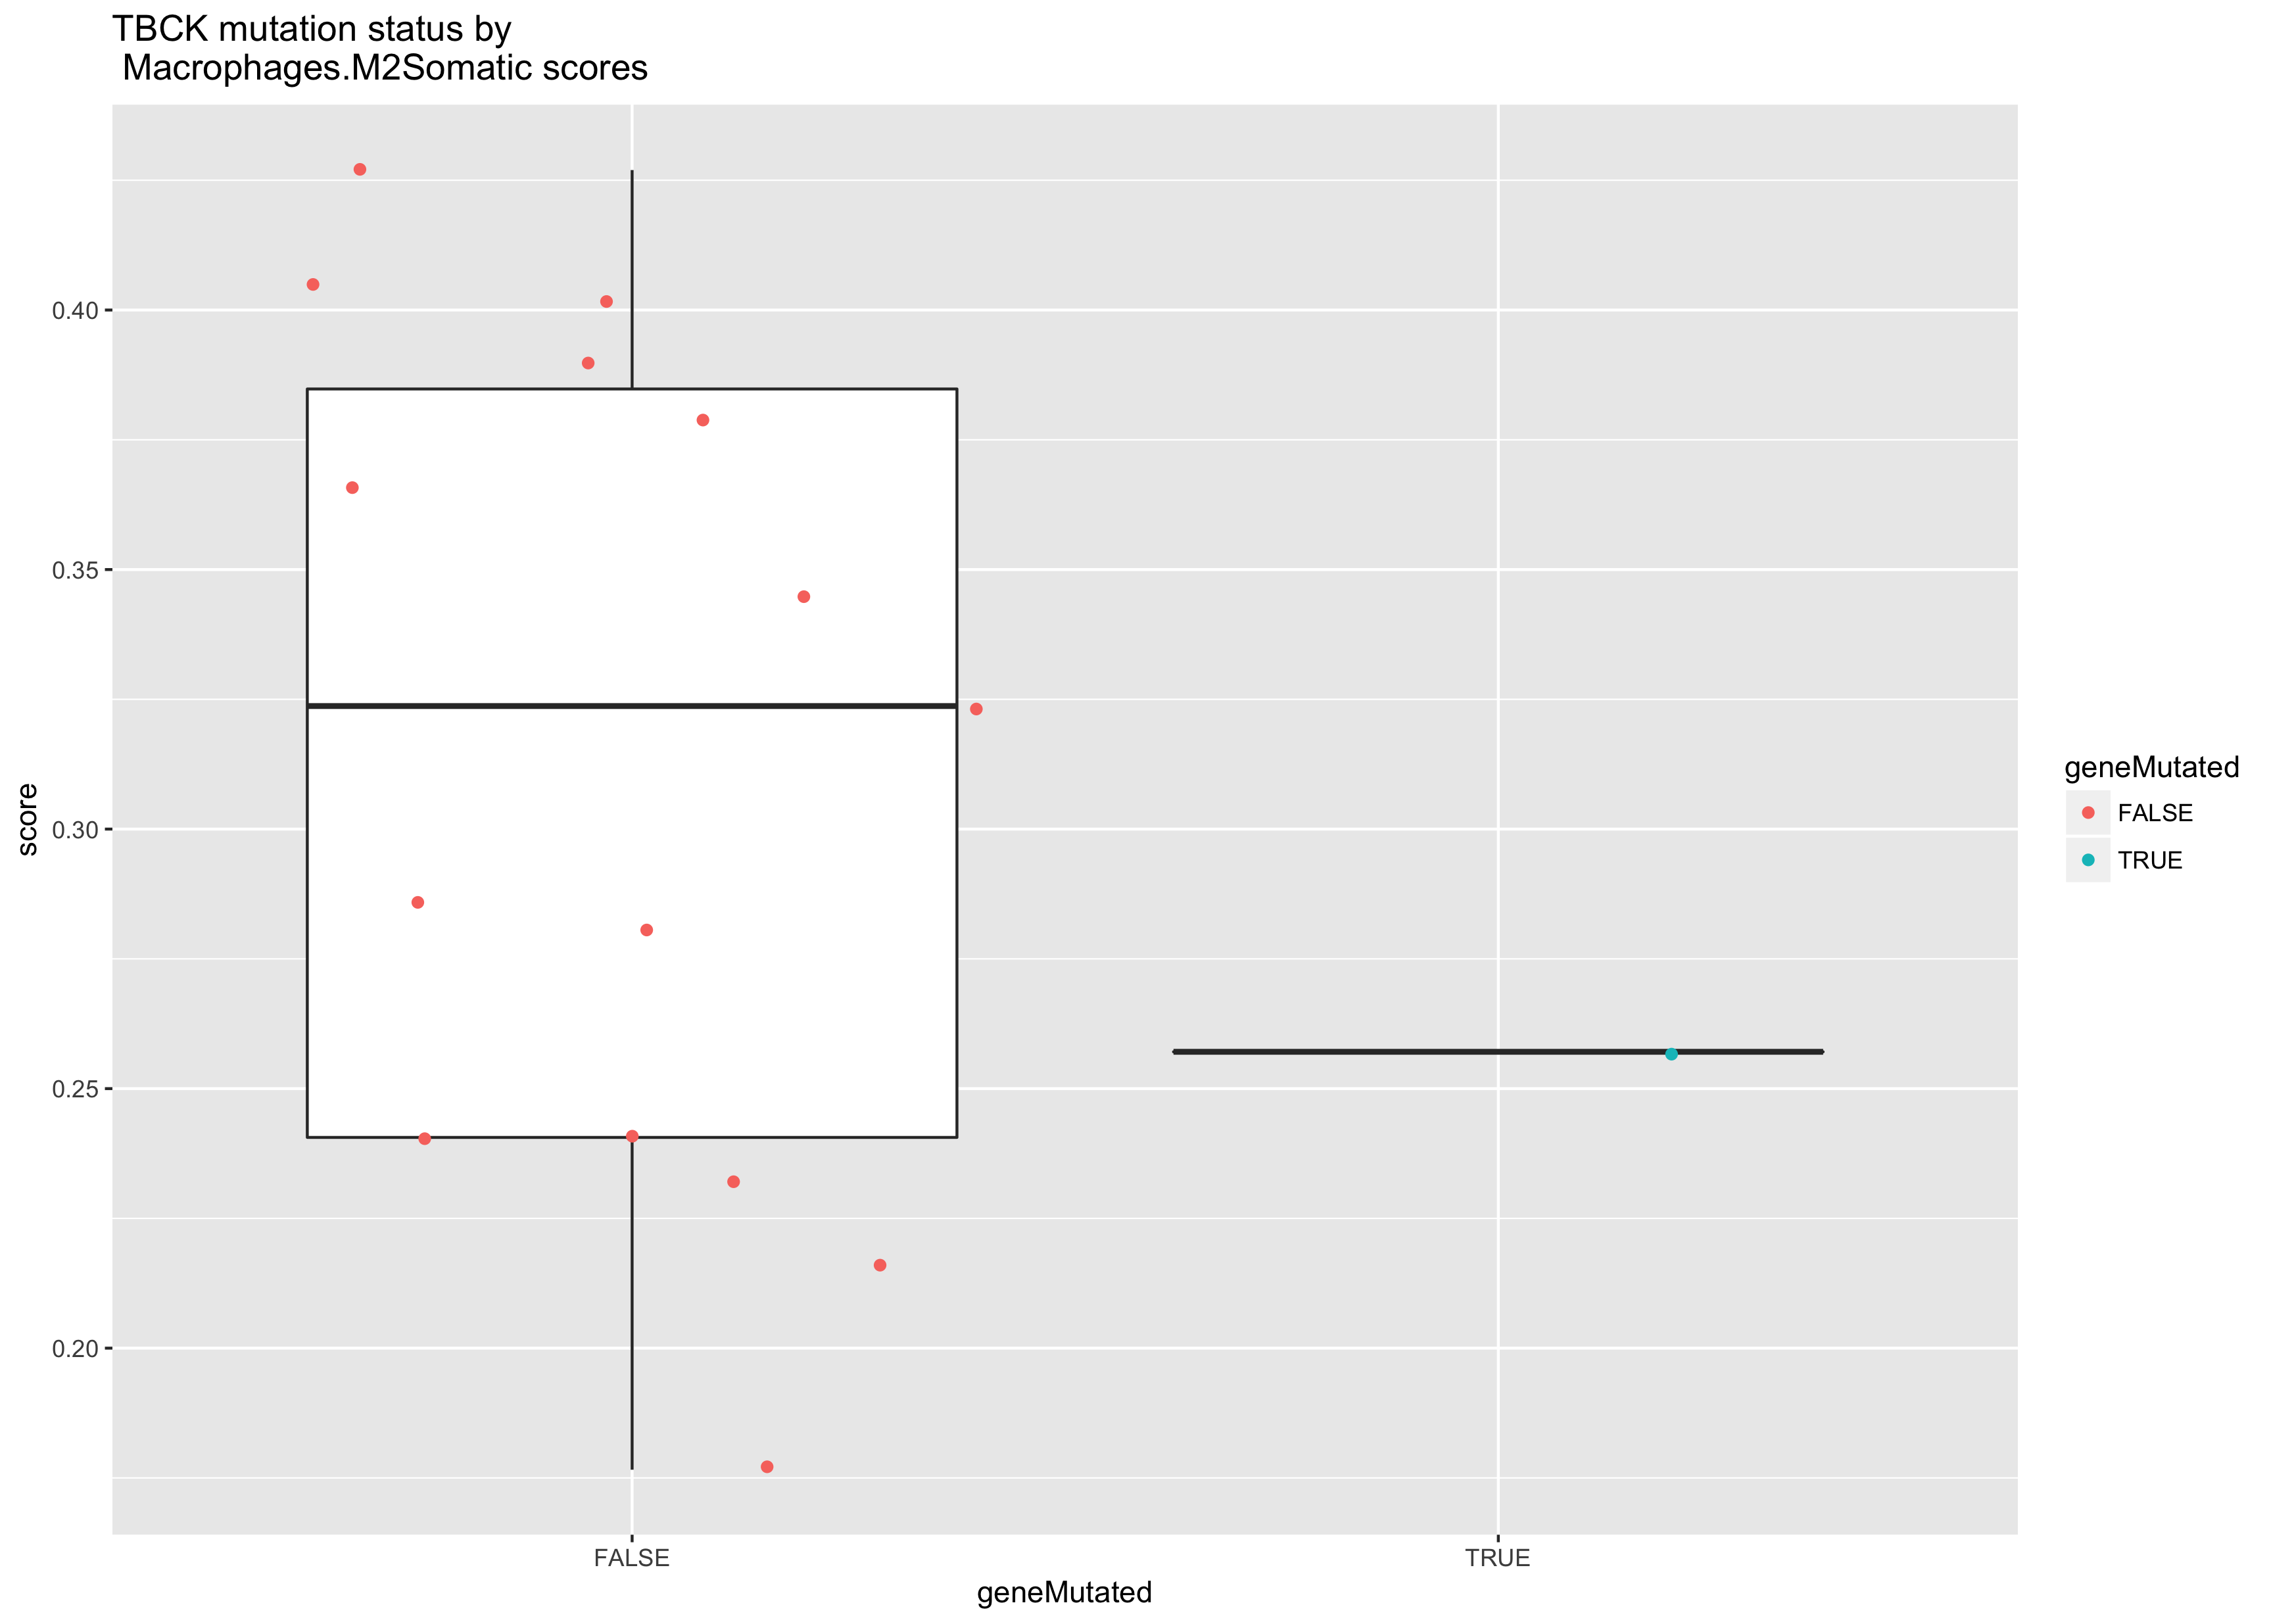 TBCK mutation status by
Macrophages.M2Somatic scores
0.40
0.35
0.30
0.25
0.20
score
FALSE
TRUE
geneMutated
geneMutated
FALSE
TRUE